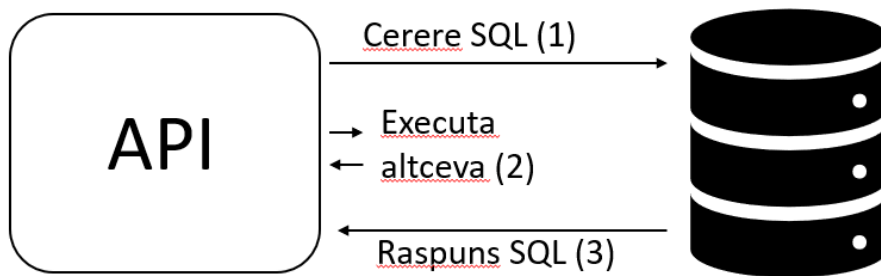 API
Cerere SQL (1)
Executa
altceva (2)
Raspuns SQL (3)